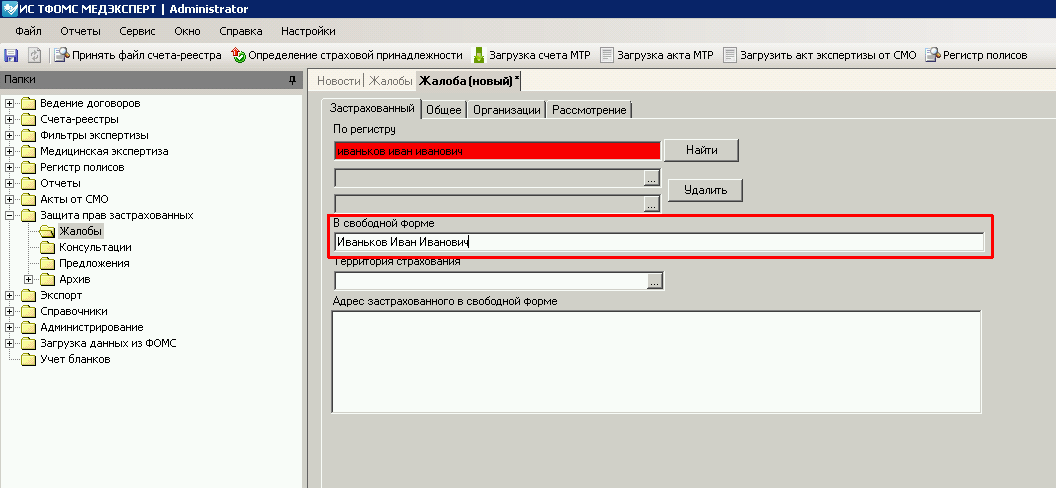 ИС ТФОМС МЕДЭКСПЕРТ | Administrator
Файл Отчеты Сервис Окно Справка Настройки
Принять файл счета-реестра Определение страховой принадлежности Загрузка счета МТР Загрузка акта МТР Загрузить акт экспертизы от СМО Регистр полисов
Папки
Ведение договоров
Счета-реестры
Фильтры экспертизы
Медицинская экспертиза
Регистр полисов
Отчеты
Акты от СМО
Защита прав застрахованных
Жалобы
Консультации
Предложения
Архив
Экспорт
Справочники
Администрирование
Загрузка данных из ФОМС
Учет бланков
Новости Жалобы Жалоба (новый) *
Застрахованный Общее Организации Рассмотрение
По регистру
иваньков иван иванович Найти
...
Удалить
...
В свободной форме
Иваньков Иван Иванович
Территория страхования
...
Адрес застрахованного в свободной форме